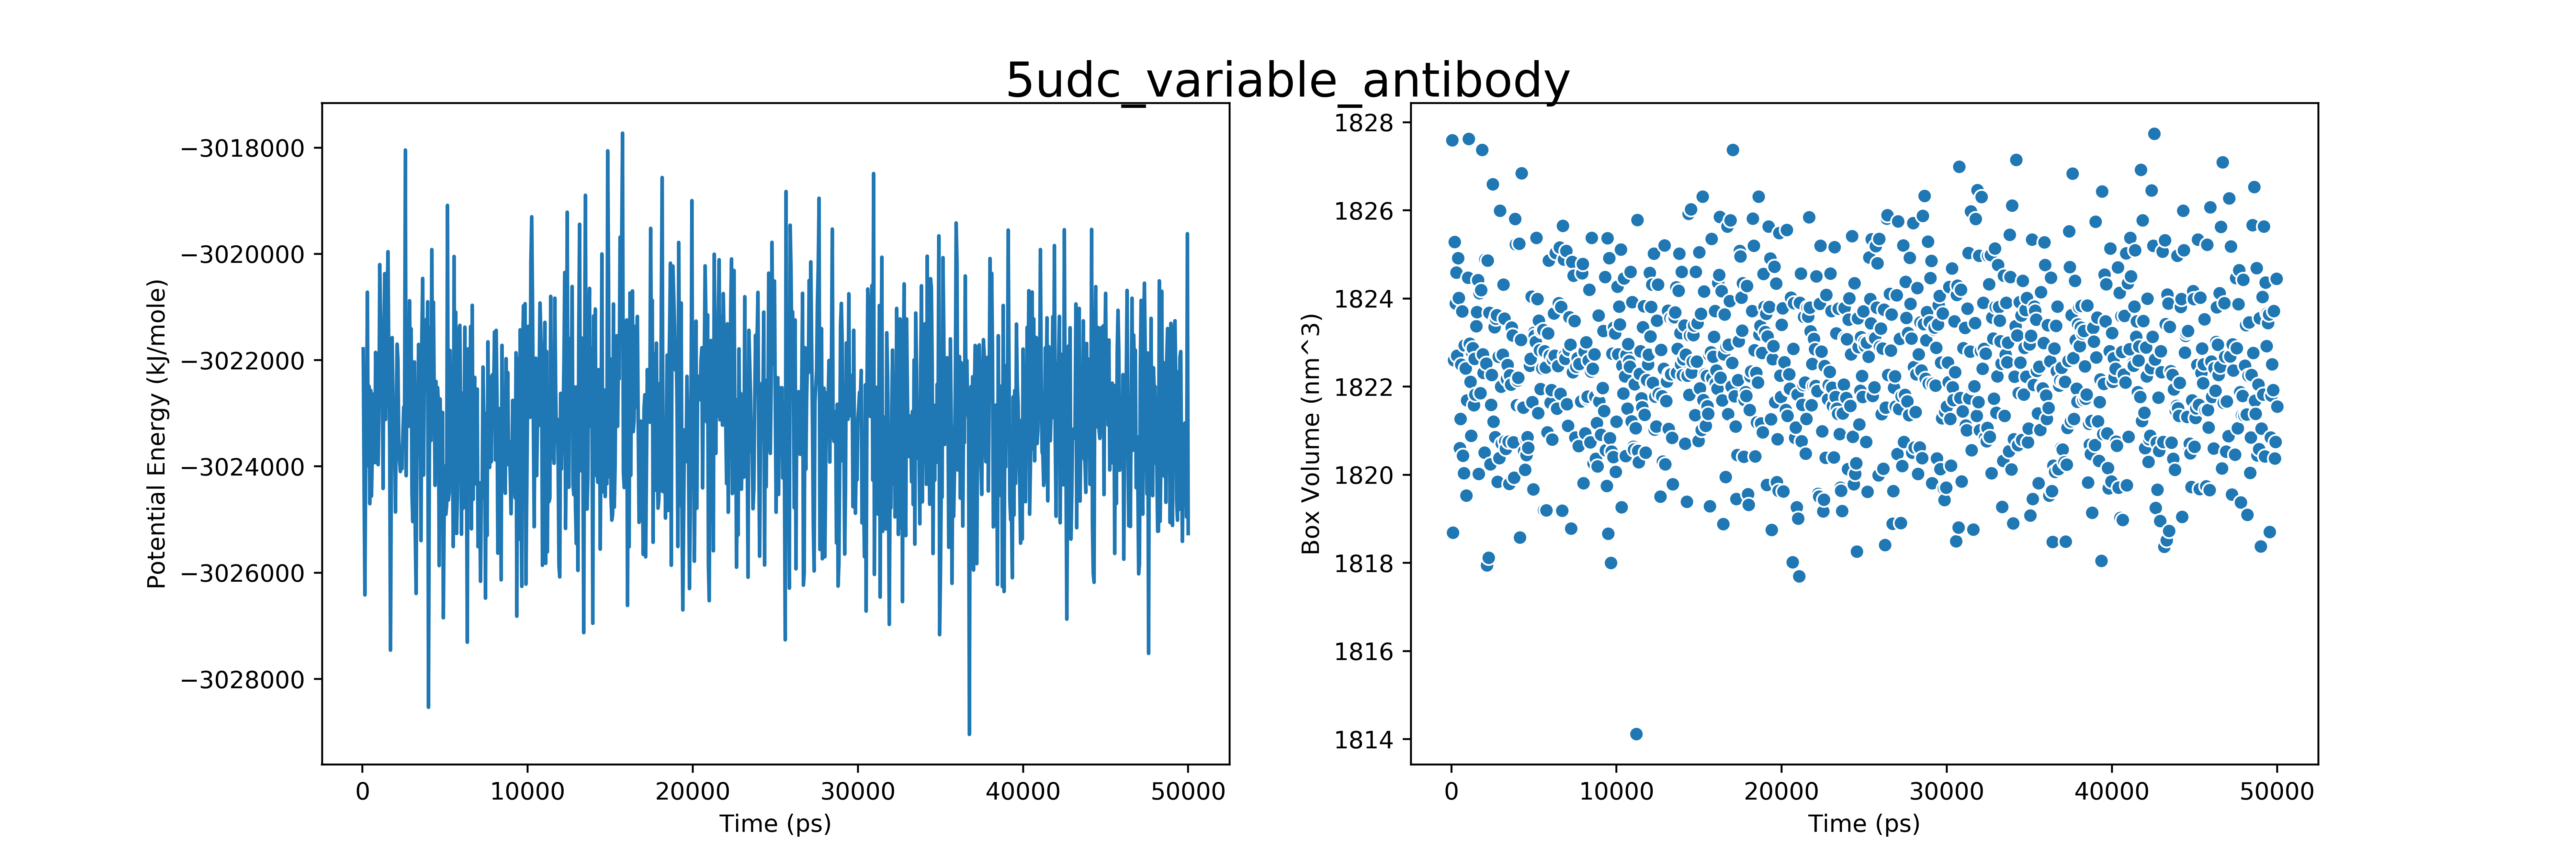 5udc_variable_antibody
Potential Energy (kJ/mole)
−3018000
−3020000
−3022000
−3024000
−3026000
−3028000
0 10000 20000 30000 40000 50000
Time (ps)
Box Volume (nm^3)
1828
1826
1824
1822
1820
1818
1816
1814
0 10000 20000 30000 40000 50000
Time (ps)